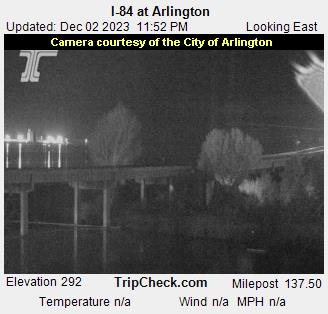 I-84 at Arlington
Updated: Dec 02 2023 11:52 PM Looking East
Camera courtesy of the City of Arlington
Elevation 292 TripCheck.com Milepost 137.50
Temperature n/a Wind n/a MPH n/a